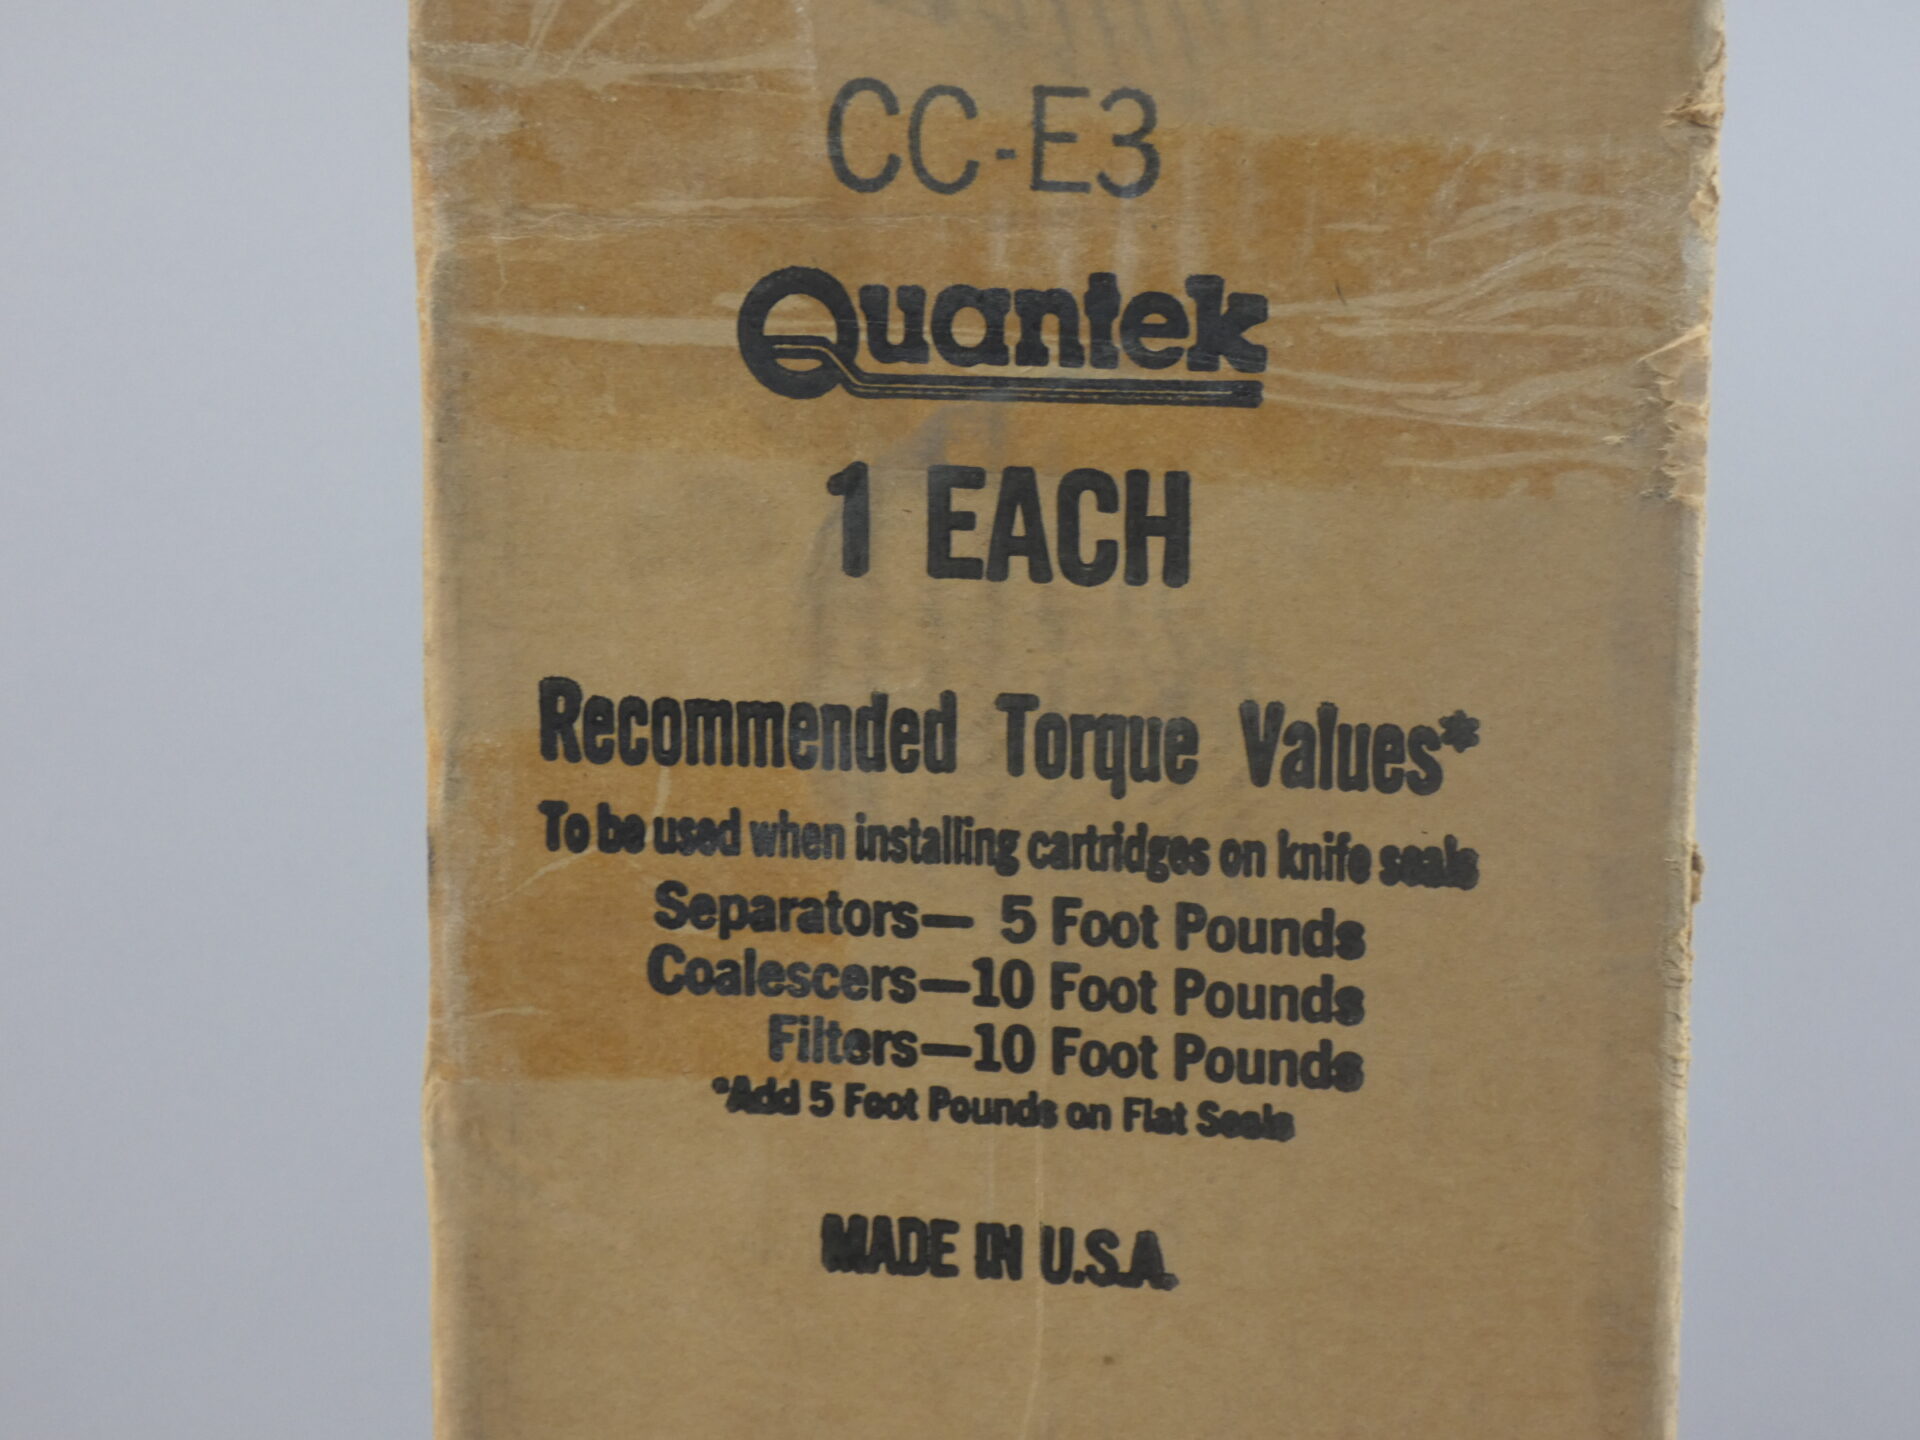 CC-E3
Quantek
1 EACH
Recommended Torque Values*
To be used when installing cartridges on knife seals
Separators— 5 Foot Pounds
Coalescers—10 Foot Pounds
Filters—10 Foot Pounds
*Add 5 Foot Pounds on Flat Seals
MADE IN U.S.A.